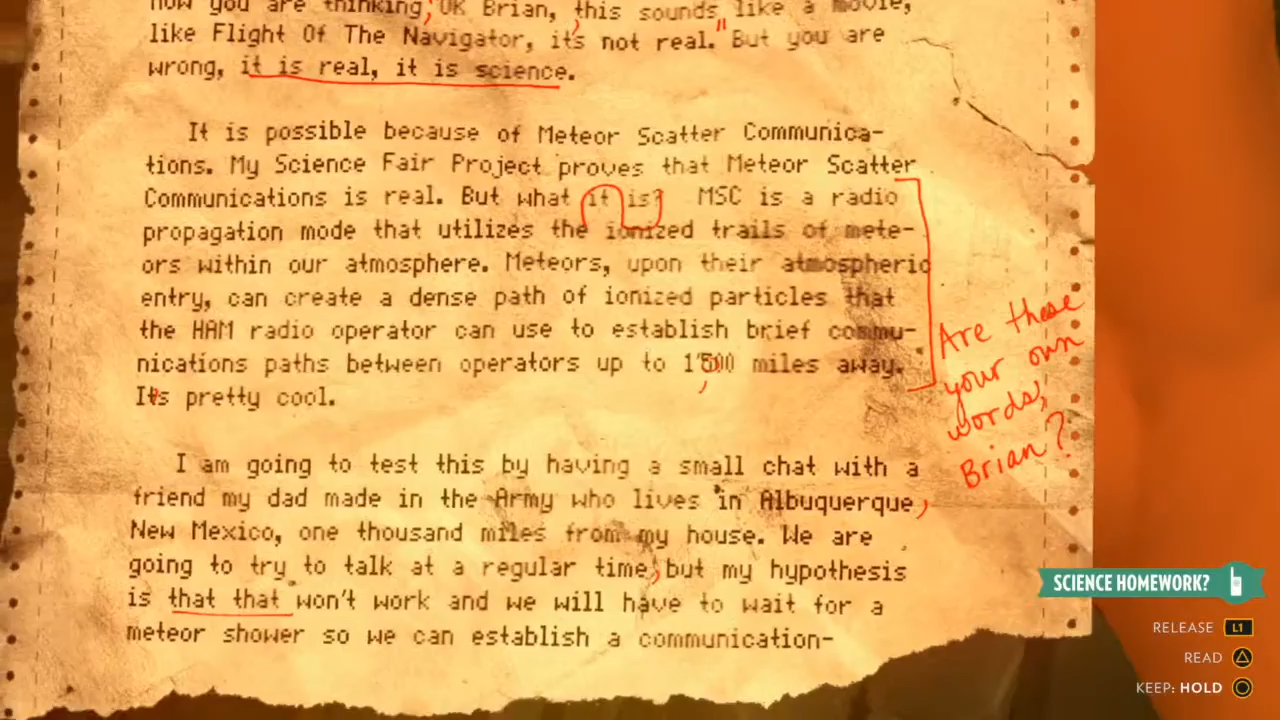 now you are thinking, "OK Brian, this sounds like a movie,
like Flight Of The Navigator, it's not real." But you are
wrong, it is real, it is science.
It is possible because of Meteor Scatter Communica-
tions. My Science Fair Project proves that Meteor Scatter
Communications is real. But what it is? MSC is a radio
propagation mode that utilizes the ionized trails of mete-
ors within our atmosphere. Meteors, upon their atmospheric
entry, can create a dense path of ionized particles that
the HAM radio operator can use to establish brief commu-
nications paths between operators up to 1,500 miles away.
It's pretty cool.
Are these
your own
words,
Brian?
I am going to test this by having a small chat with a
friend my dad made in the Army who lives in Albuquerque,
New Mexico, one thousand miles from my house. We are
going to try to talk at a regular time, but my hypothesis
is that that won't work and we will have to wait for a
meteor shower so we can establish a communication-
SCIENCE HOMEWORK?
RELEASE L1
READ
KEEP: HOLD